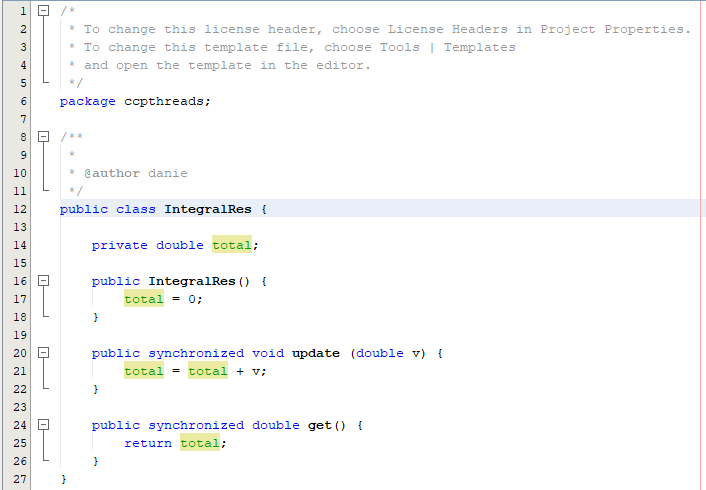 1 /*
2  * To change this license header, choose License Headers in Project Properties.
3  * To change this template file, choose Tools | Templates
4  * and open the template in the editor.
5  */
6 package ccpthreads;
7
8 /**
9  *
10  * @author danie
11  */
12 public class IntegralRes {
13
14     private double total;
15
16     public IntegralRes() {
17         total = 0;
18     }
19
20     public synchronized void update (double v) {
21         total = total + v;
22     }
23
24     public synchronized double get() {
25         return total;
26     }
27 }